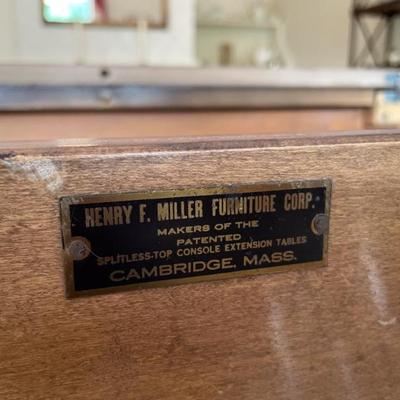 HENRY F. MILLER FURNITURE CORP.
MAKERS OF THE
PATENTED
SPLITLESS-TOP CONSOLE EXTENSION TABLES
CAMBRIDGE, MASS.